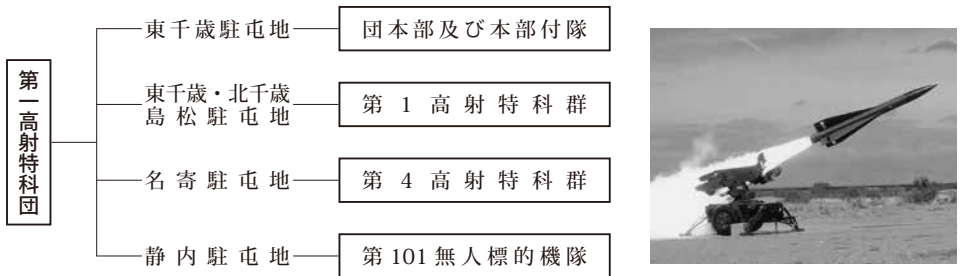 第一高射特科団
東千歳駐屯地
団本部及び本部付隊
東千歳・北千歳
島松駐屯地
第1高射特科群
名寄駐屯地
第4高射特科群
静内駐屯地
第101無人標的機隊